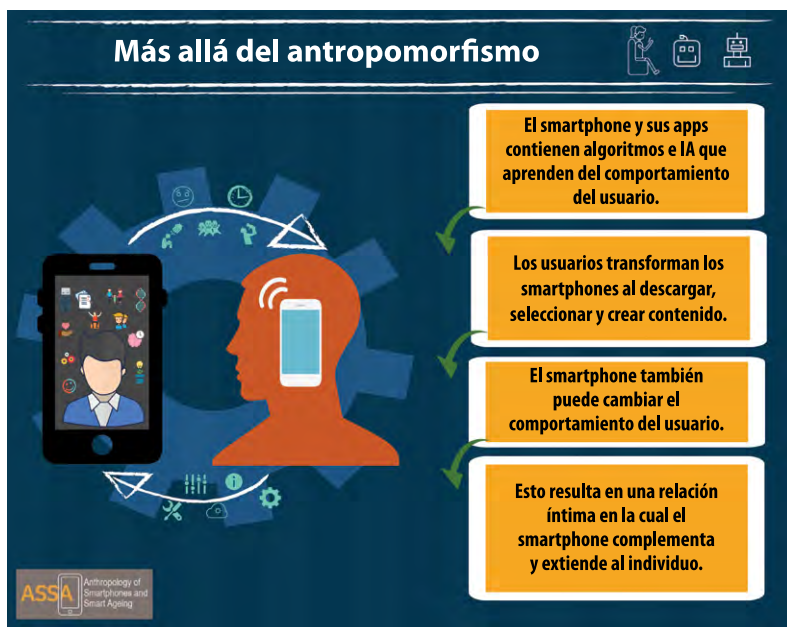 Más allá del antropomorfismo
El smartphone y sus apps
contienen algoritmos e IA que
aprenden del comportamiento
del usuario.
Los usuarios transforman los
smartphones al descargar,
seleccionar y crear contenido.
El smartphone también
puede cambiar el
comportamiento del usuario.
Esto resulta en una relación
íntima en la cual el
smartphone complementa
y extiende al individuo.
ASSA
Anthropology of
Smartphones and
Smart Ageing